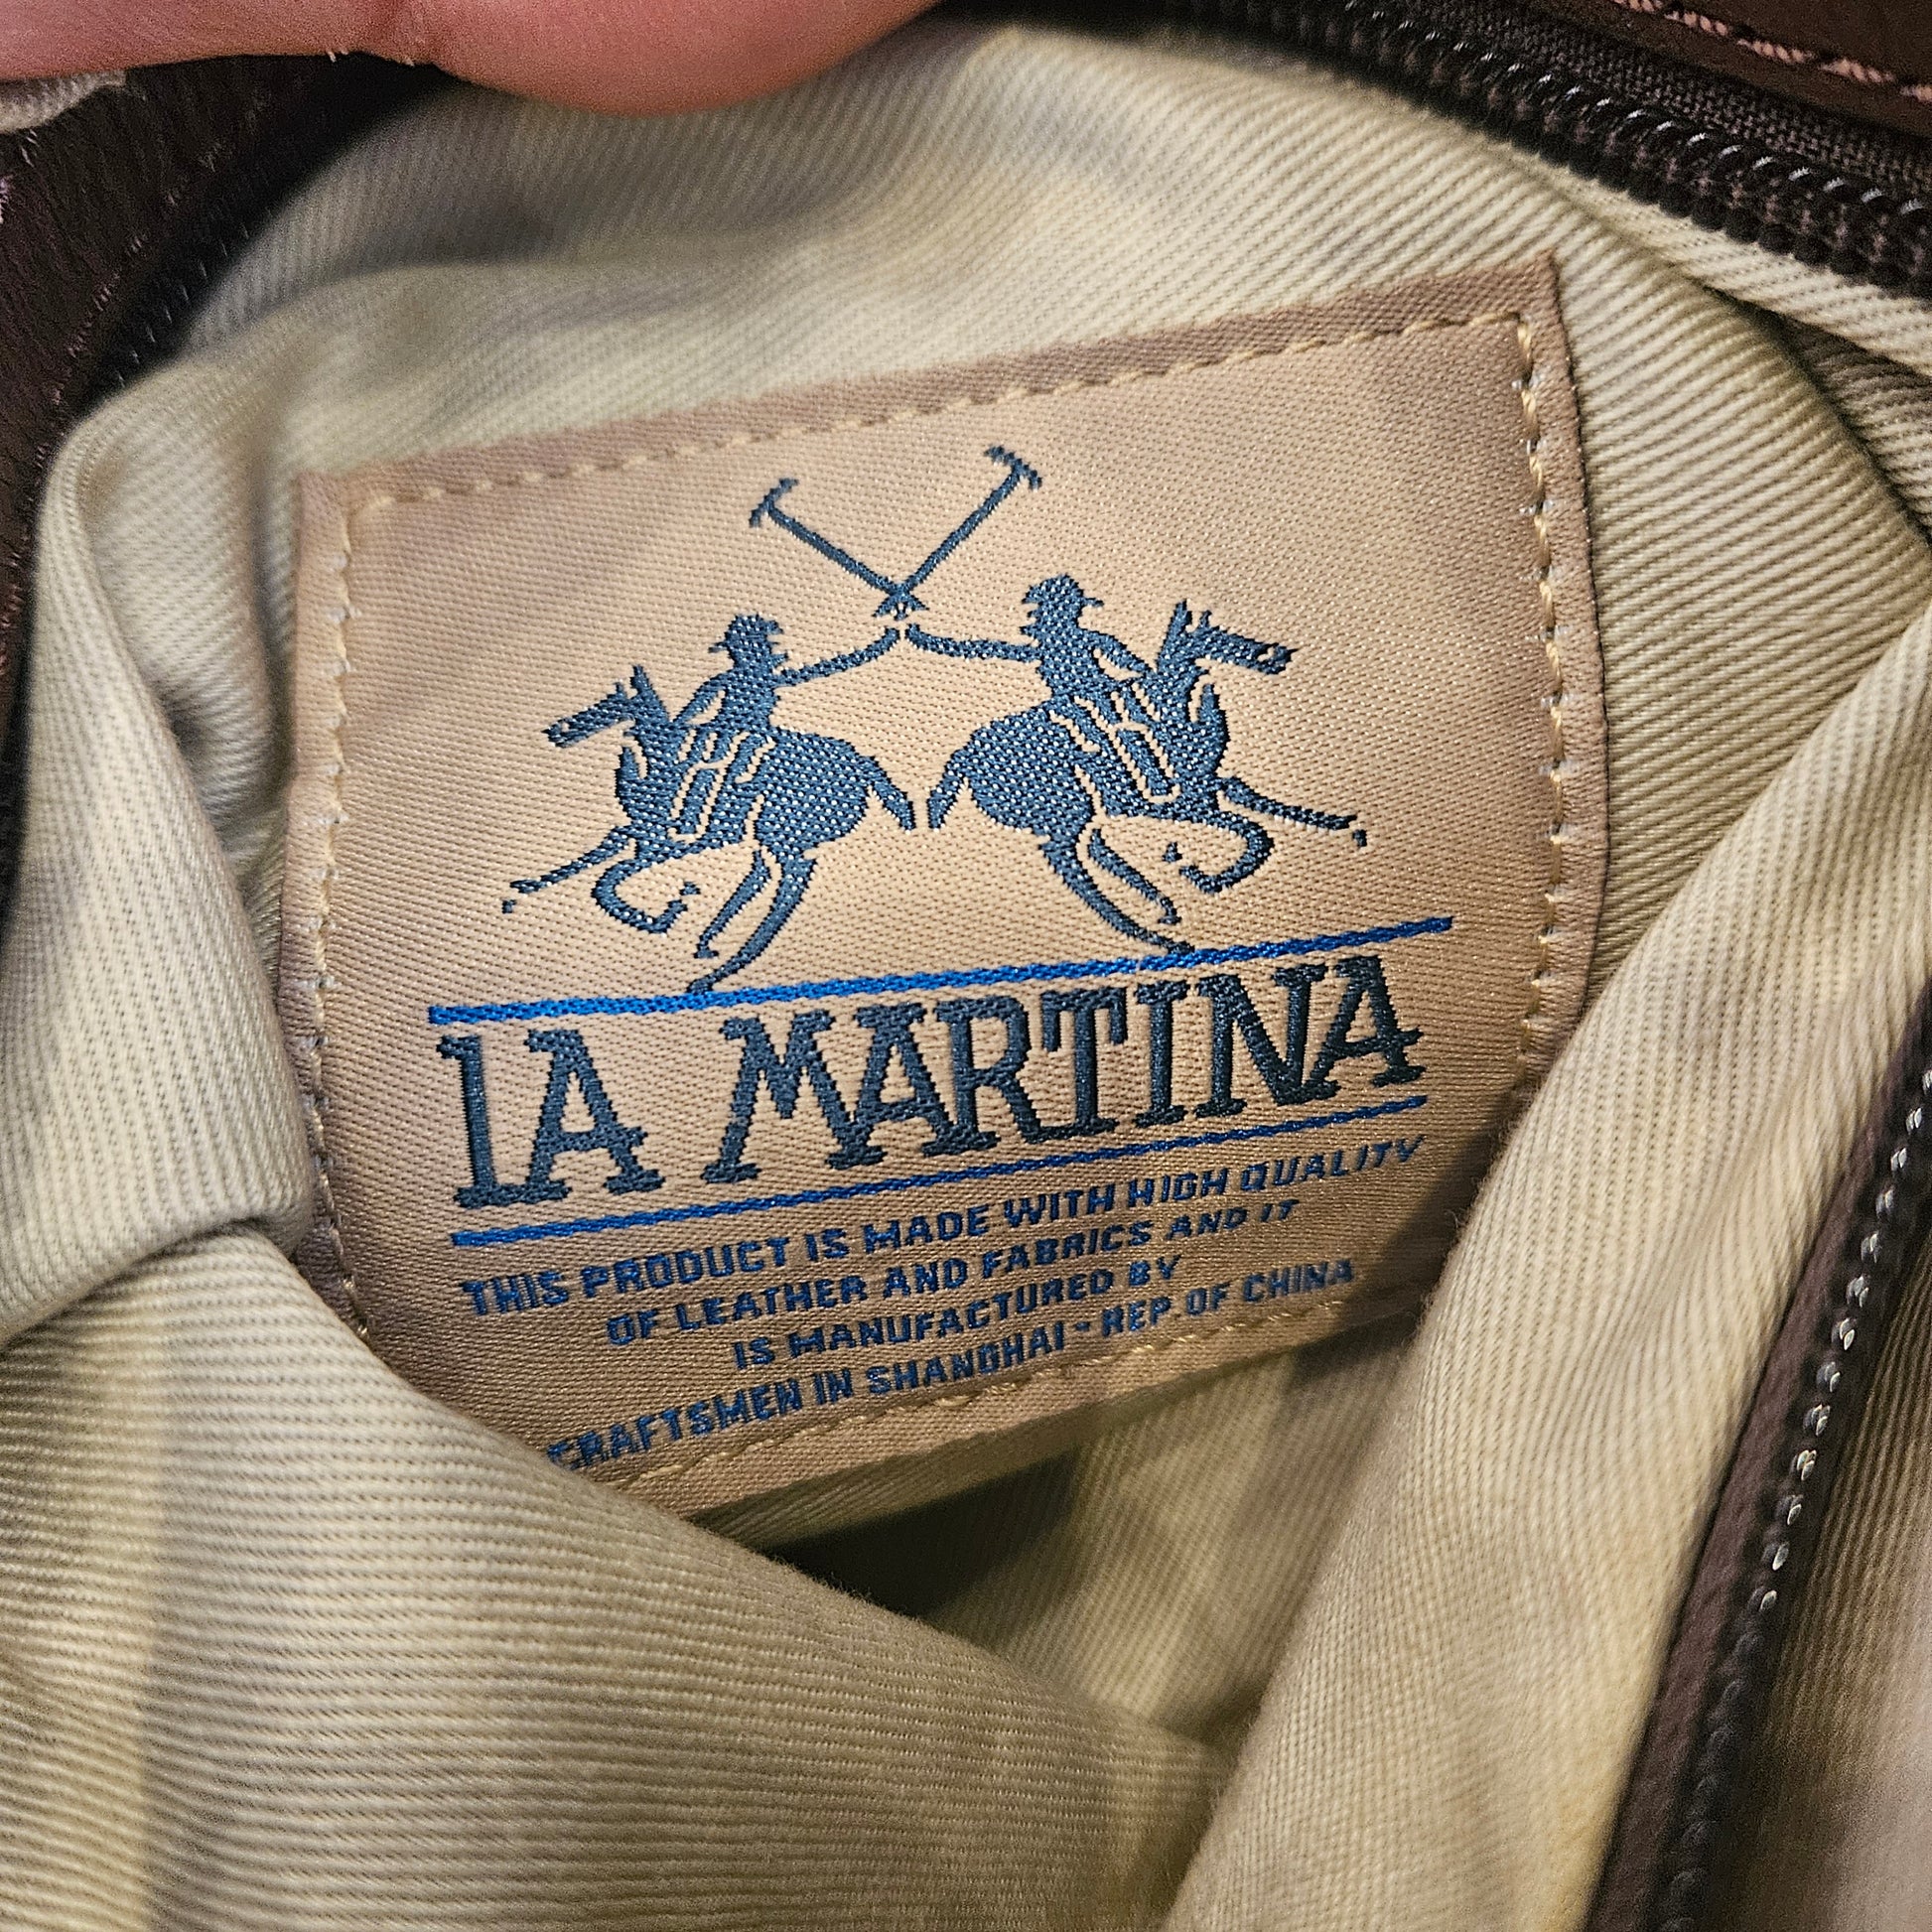 LA MARTINA
THIS PRODUCT IS MADE WITH HIGH QUALITY
OF LEATHER AND FABRICS AND IT
IS MANUFACTURED BY
CRAFTSMEN IN SHANGHAI - REP. OF CHINA